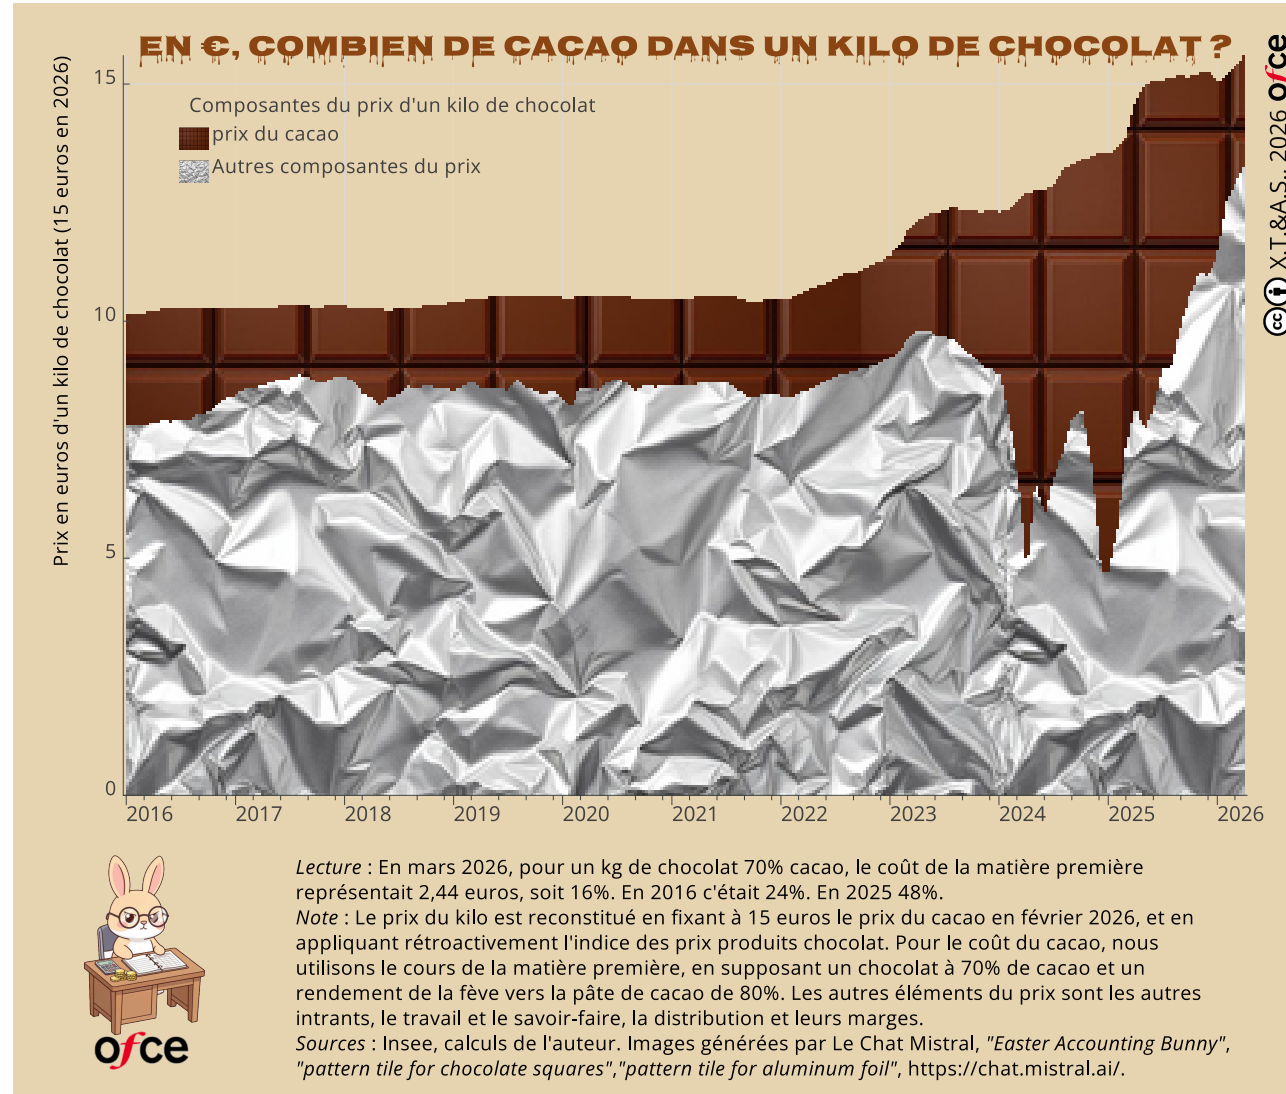 EN €, COMBIEN DE CACAO DANS UN KILO DE CHOCOLAT ?
Prix en euros d'un kilo de chocolat (15 euros en 2026)
Composantes du prix d'un kilo de chocolat
prix du cacao
Autres composantes du prix
15
10
5
0
2016 2017 2018 2019 2020 2021 2022 2023 2024 2025 2026
cc X.T.&A.S., 2026 ofce
Lecture : En mars 2026, pour un kg de chocolat 70% cacao, le coût de la matière première
représentait 2,44 euros, soit 16%. En 2016 c'était 24%. En 2025 48%.
Note : Le prix du kilo est reconstitué en fixant à 15 euros le prix du cacao en février 2026, et en
appliquant rétroactivement l'indice des prix produits chocolat. Pour le coût du cacao, nous
utilisons le cours de la matière première, en supposant un chocolat à 70% de cacao et un
rendement de la fève vers la pâte de cacao de 80%. Les autres éléments du prix sont les autres
intrants, le travail et le savoir-faire, la distribution et leurs marges.
Sources : Insee, calculs de l'auteur. Images générées par Le Chat Mistral, "Easter Accounting Bunny",
"pattern tile for chocolate squares","pattern tile for aluminum foil", https://chat.mistral.ai/.
ofce